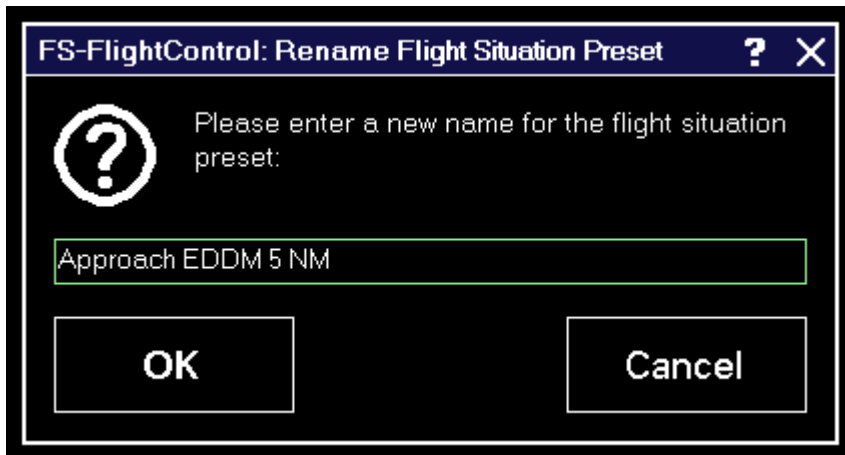 FS-FlightControl: Rename Flight Situation Preset ? X
Please enter a new name for the flight situation
preset:
Approach EDDM 5 NM
OK Cancel